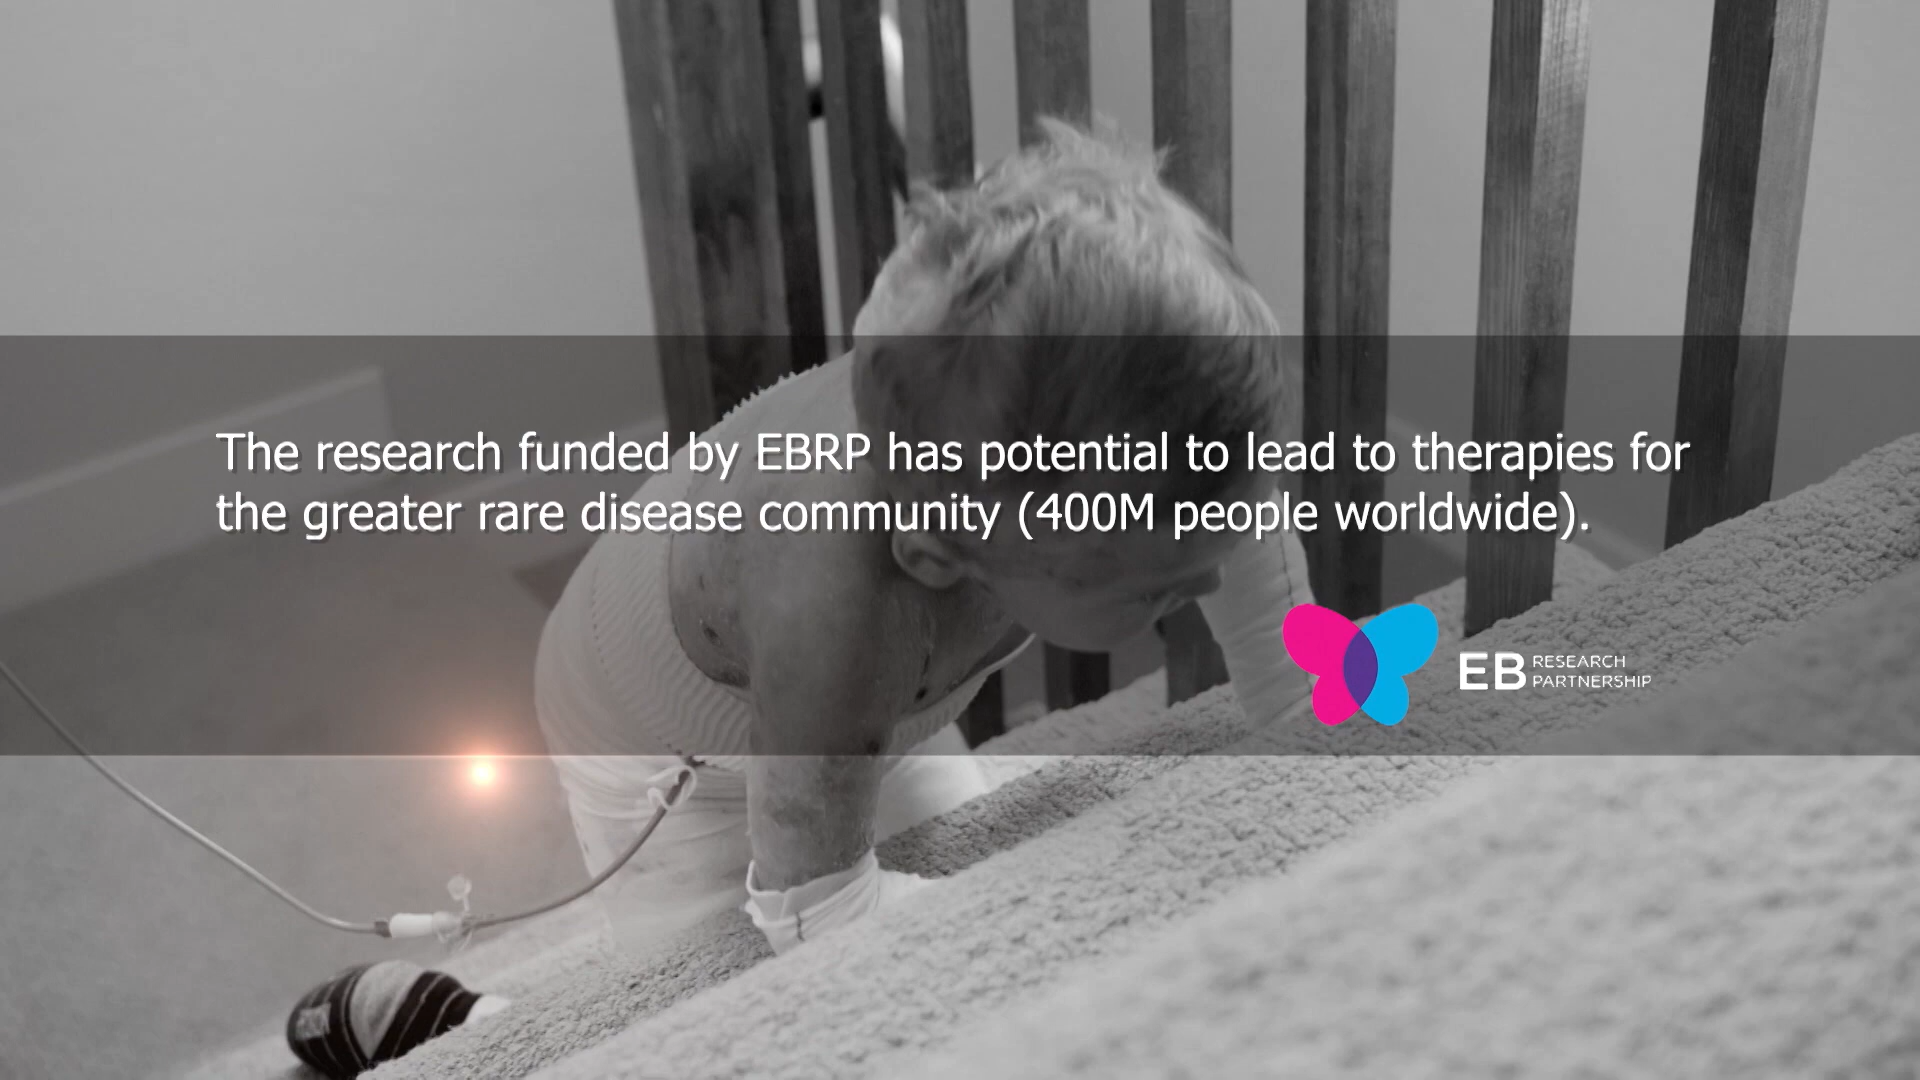 The research funded by EBRP has potential to lead to therapies for
the greater rare disease community (400M people worldwide).
EB RESEARCH
PARTNERSHIP